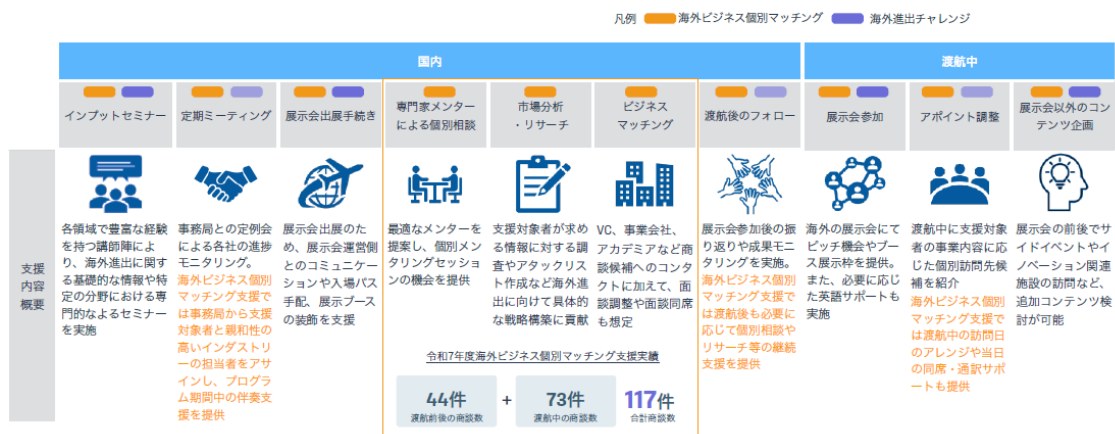 凡例 海外ビジネス個別マッチング 海外進出チャレンジ
国内
渡航中
インプットセミナー
定期ミーティング
展示会出展手続き
専門家メンター
による個別相談
市場分析
・リサーチ
ビジネス
マッチング
渡航後のフォロー
展示会参加
アポイント調整
展示会以外のコン
テンツ企画
支援
内容
概要
各領域で豊富な経験
を持つ講師陣によ
り、海外進出に関す
る基礎的な情報や特
定の分野における専
門的なよるセミナー
を実施
事務局との定例会
による各社の進捗
モニタリング。
海外ビジネス個別
マッチング支援で
は事務局から支援
対象者と親和性の
高いインダストリ
ーの担当者をアサ
インし、プログラ
ム期間中の伴奏支
援を提供
展示会出展のた
め、展示会運営側
とのコミュニケー
ションや入場パス
手配、展示ブース
の装飾を支援
最適なメンターを
提案し、個別メン
タリングセッショ
ンの機会を提供
支援対象者が求め
る情報に対する調
査やアタックリス
ト作成など海外進
出に向けて具体的
な戦略構築に貢献
VC、事業会社、
アカデミアなど商
談候補へのコンタ
クトに加えて、面
談調整や面談同席
も想定
令和7年度海外ビジネス個別マッチング支援実績
44件
渡航前後の商談数
+
73件
渡航中の商談数
117件
合計商談数
展示会参加後の振
り返りや成果モニ
タリングを実施。
海外ビジネス個別
マッチング支援で
は渡航後も必要に
応じて個別相談や
リサーチ等の継続
支援を提供
海外の展示会にて
ピッチ機会やブー
ス展示枠を提供。
また、必要に応じ
た英語サポートも
実施
渡航中に支援対象
者の事業内容に応
じた個別訪問先候
補を紹介
海外ビジネス個別
マッチング支援で
は渡航中の訪問日
のアレンジや当日
の同席・通訳サポ
ートも提供
展示会の前後でサ
イドイベントやイ
ノベーション関連
施設の訪問など、
追加コンテンツ検
討が可能